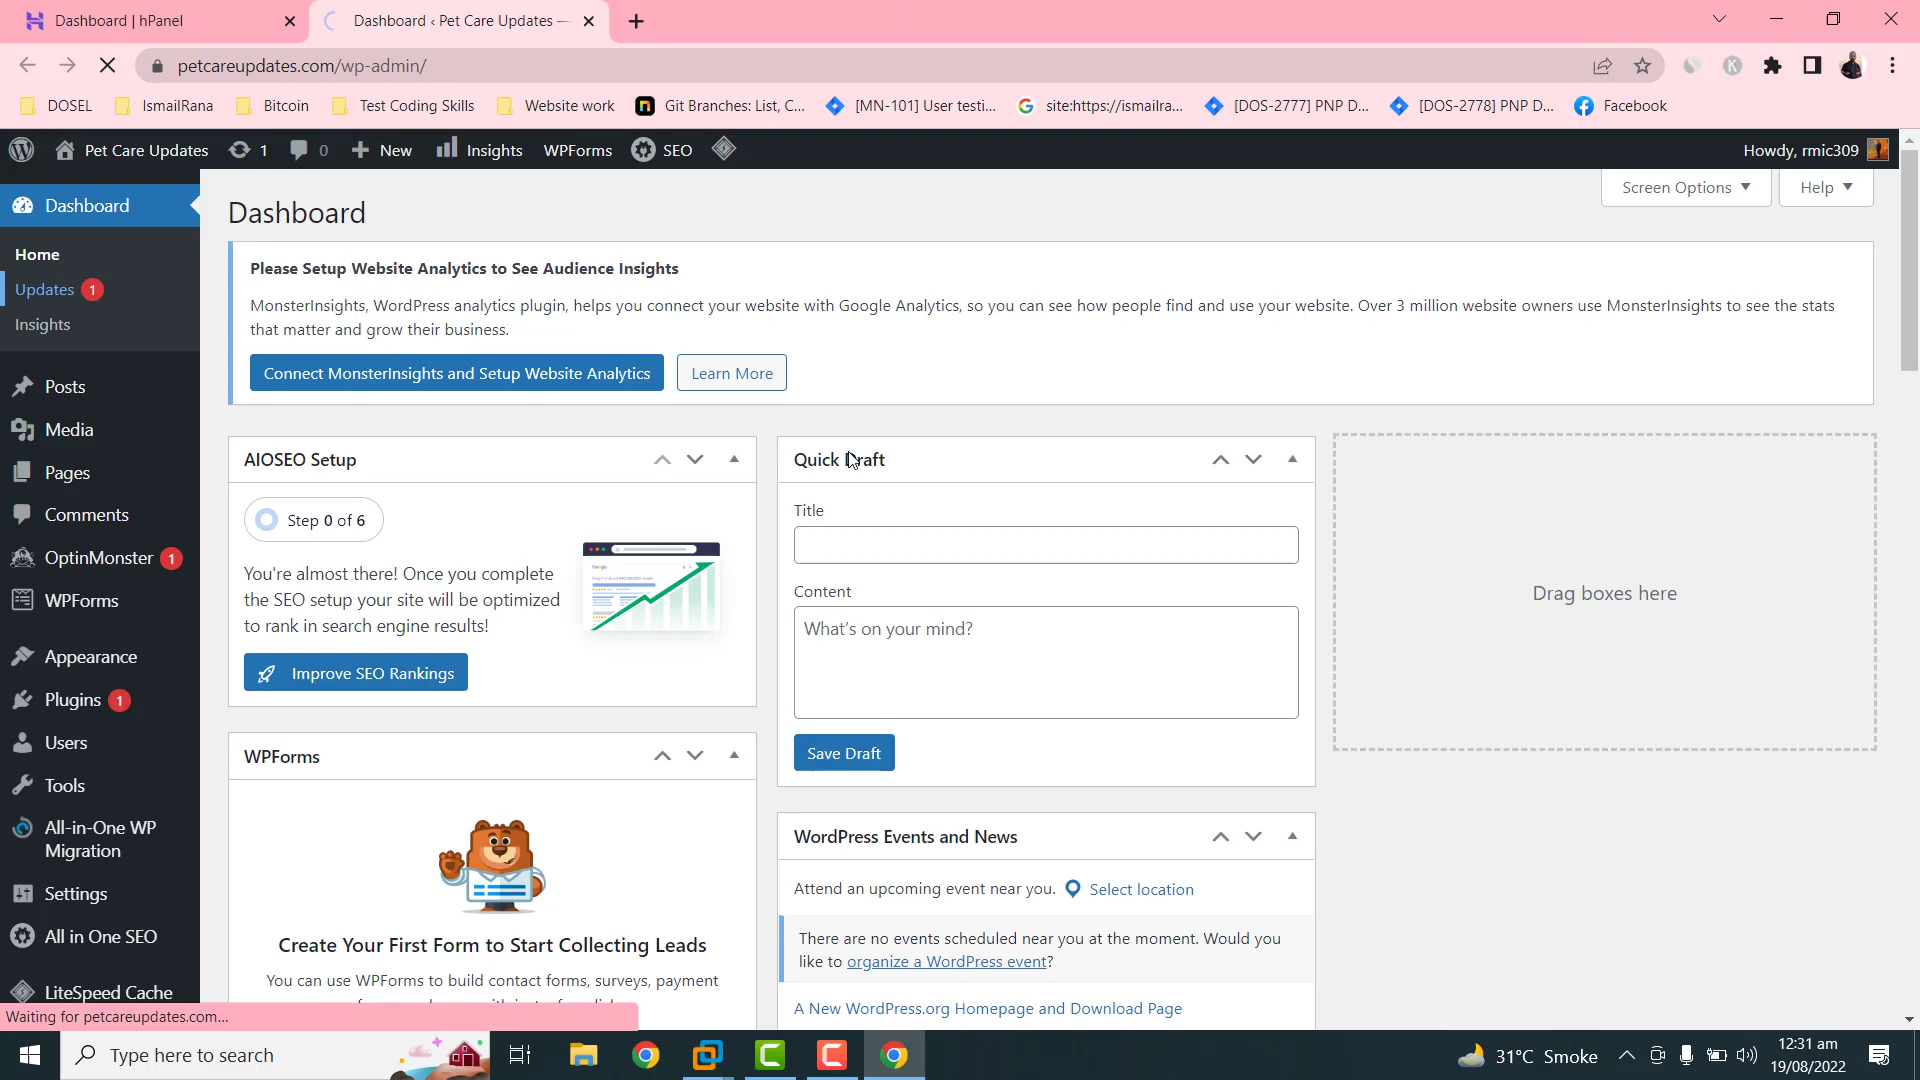 Dashboard | hPanel
Dashboard ‹ Pet Care Updates —
petcareupdates.com/wp-admin/
DOSEL
IsmailRana
Bitcoin
Test Coding Skills
Website work
Git Branches: List, C...
[MN-101] User testi...
site:https://ismailra...
[DOS-2777] PNP D...
[DOS-2778] PNP D...
Facebook
Pet Care Updates
1
0
New
Insights
WPForms
SEO
Howdy, rmic309
Dashboard
Home
Updates 1
Insights
Posts
Media
Pages
Comments
OptinMonster 1
WPForms
Appearance
Plugins 1
Users
Tools
All-in-One WP
Migration
Settings
All in One SEO
LiteSpeed Cache
Screen Options
Help
Dashboard
Please Setup Website Analytics to See Audience Insights
MonsterInsights, WordPress analytics plugin, helps you connect your website with Google Analytics, so you can see how people find and use your website. Over 3 million website owners use MonsterInsights to see the stats
that matter and grow their business.
Connect MonsterInsights and Setup Website Analytics
Learn More
AIOSEO Setup
Step 0 of 6
You're almost there! Once you complete
the SEO setup your site will be optimized
to rank in search engine results!
Improve SEO Rankings
WPForms
Create Your First Form to Start Collecting Leads
You can use WPForms to build contact forms, surveys, payment
Quick Draft
Title
Content
What's on your mind?
Save Draft
WordPress Events and News
Attend an upcoming event near you.
Select location
There are no events scheduled near you at the moment. Would you
like to organize a WordPress event?
A New WordPress.org Homepage and Download Page
Drag boxes here
Waiting for petcareupdates.com...
Type here to search
31°C Smoke
12:31 am
19/08/2022